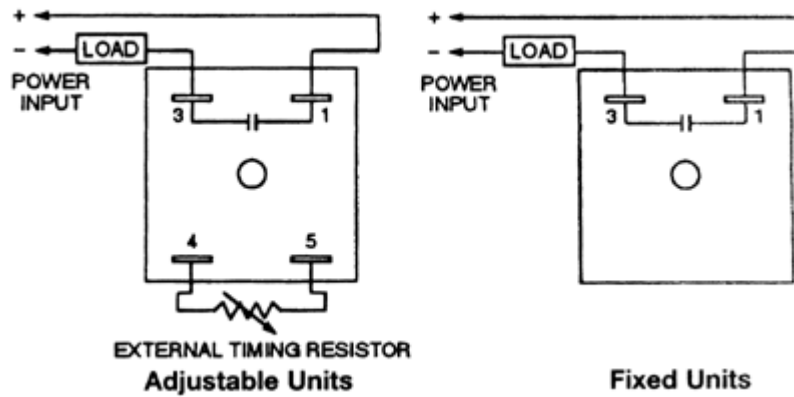 +
− LOAD
POWER
INPUT
3 1
4 5
EXTERNAL TIMING RESISTOR
Adjustable Units
+
− LOAD
POWER
INPUT
3 1
Fixed Units